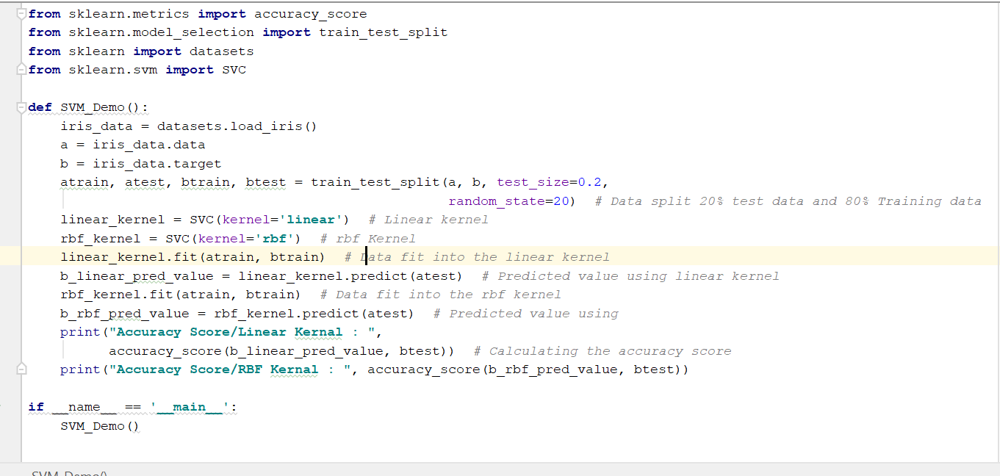 from sklearn.metrics import accuracy_score
from sklearn.model_selection import train_test_split
from sklearn import datasets
from sklearn.svm import SVC
def SVM_Demo():
iris_data = datasets.load_iris()
a = iris_data.data
b = iris_data.target
atrain, atest, btrain, btest = train_test_split(a, b, test_size=0.2,
random_state=20)  # Data split 20% test data and 80% Training data
linear_kernel = SVC(kernel='linear')  # Linear kernel
rbf_kernel = SVC(kernel='rbf')  # rbf Kernel
linear_kernel.fit(atrain, btrain)  # Data fit into the linear kernel
b_linear_pred_value = linear_kernel.predict(atest)  # Predicted value using linear kernel
rbf_kernel.fit(atrain, btrain)  # Data fit into the rbf kernel
b_rbf_pred_value = rbf_kernel.predict(atest)  # Predicted value using
print("Accuracy Score/Linear Kernal : ",
accuracy_score(b_linear_pred_value, btest))  # Calculating the accuracy score
print("Accuracy Score/RBF Kernal : ", accuracy_score(b_rbf_pred_value, btest))
if __name__ == '__main__':
SVM_Demo()
SVM_Demo()